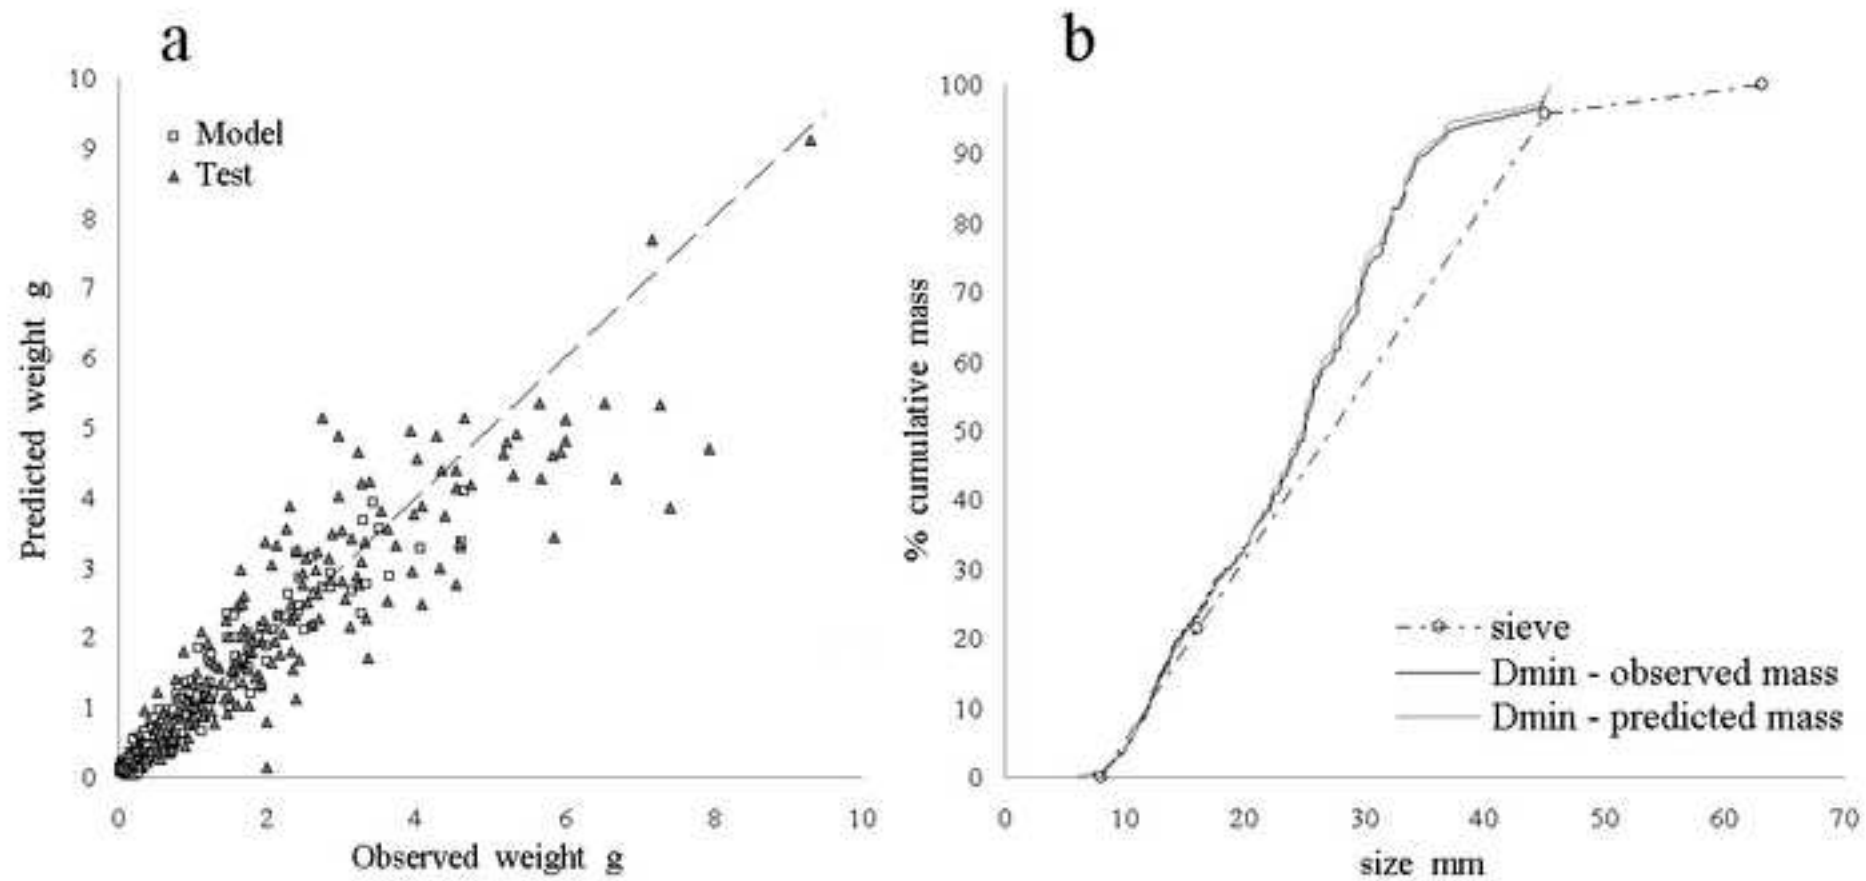 a
10
9
8
7
6
5
4
3
2
1
0
Predicted weight g
Model
Test
0 2 4 6 8 10
Observed weight g
b
100
90
80
70
60
50
40
30
20
10
0
% cumulative mass
sieve
Dmin - observed mass
Dmin - predicted mass
0 10 20 30 40 50 60 70
size mm